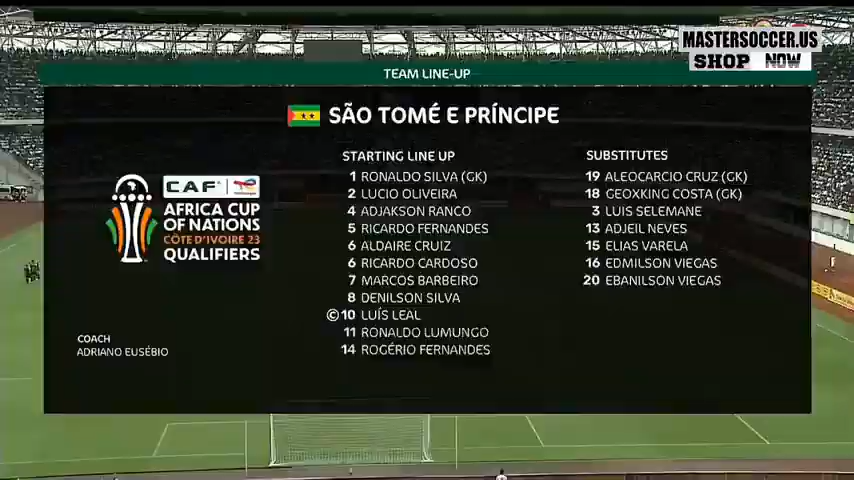 MASTERSOCCER.US
SHOP NOW
TEAM LINE-UP
SÃO TOMÉ E PRÍNCIPE
STARTING LINE UP
1 RONALDO SILVA (GK)
2 LUCIO OLIVEIRA
4 ADJAKSON RANCO
5 RICARDO FERNANDES
6 ALDAIRE CRUIZ
6 RICARDO CARDOSO
7 MARCOS BARBEIRO
8 DENILSON SILVA
© 10 LUÍS LEAL
11 RONALDO LUMUNGO
14 ROGÉRIO FERNANDES
SUBSTITUTES
19 ALEOCARCIO CRUZ (GK)
18 GEOXKING COSTA (GK)
3 LUIS SELEMANE
13 ADJEIL NEVES
15 ELIAS VARELA
16 EDMILSON VIEGAS
20 EBANILSON VIEGAS
CAF
AFRICA CUP
OF NATIONS
CÔTE D'IVOIRE 23
QUALIFIERS
COACH
ADRIANO EUSÉBIO